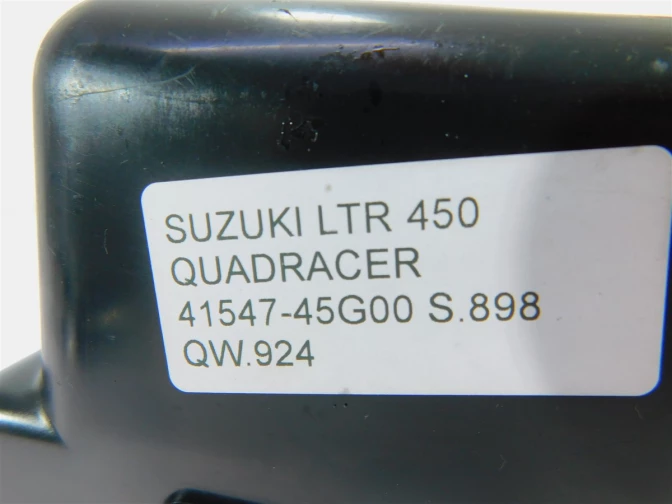 SUZUKI LTR 450
QUADRACER
41547-45G00 S.898
QW.924